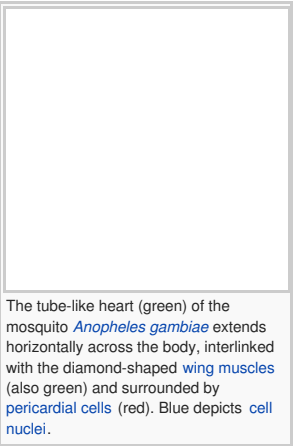 The tube-like heart (green) of the
mosquito Anopheles gambiae extends
horizontally across the body, interlinked
with the diamond-shaped wing muscles
(also green) and surrounded by
pericardial cells (red). Blue depicts cell
nuclei.